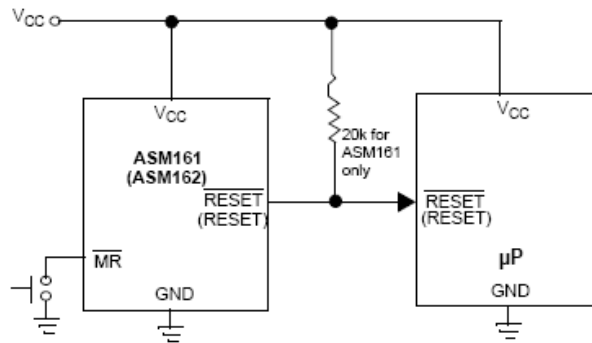 VCC
VCC
ASM161
(ASM162)
RESET
(RESET)
MR
GND
20k for
ASM161
only
VCC
RESET
(RESET)
µP
GND